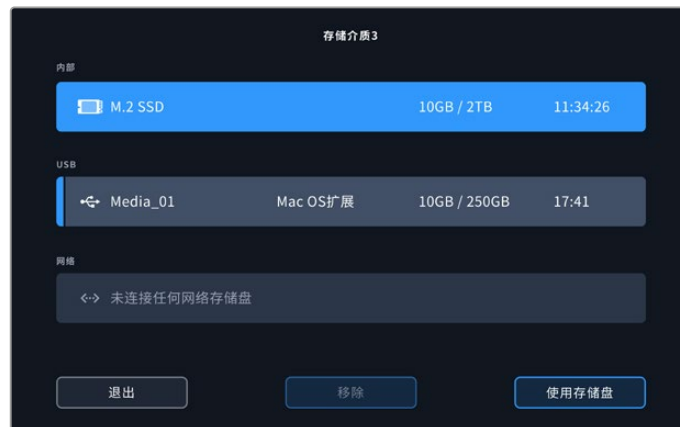 存储介质3
内部
M.2 SSD 10GB / 2TB 11:34:26
USB
Media_01 Mac OS扩展 10GB / 250GB 17:41
网络
未连接任何网络存储盘
退出 移除 使用存储盘